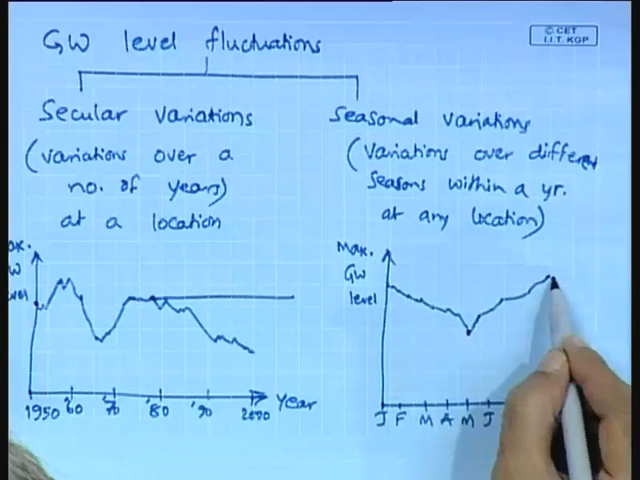 © CET
I.I.T. KGP
GW level fluctuations
Secular variations
(variations over a
no. of years)
at a location
Seasonal variations
(variations over different
seasons within a yr.
at any location)
Max.
GW
level
1950 '60 '70 '80 '90 2000 Year
J F M A M J